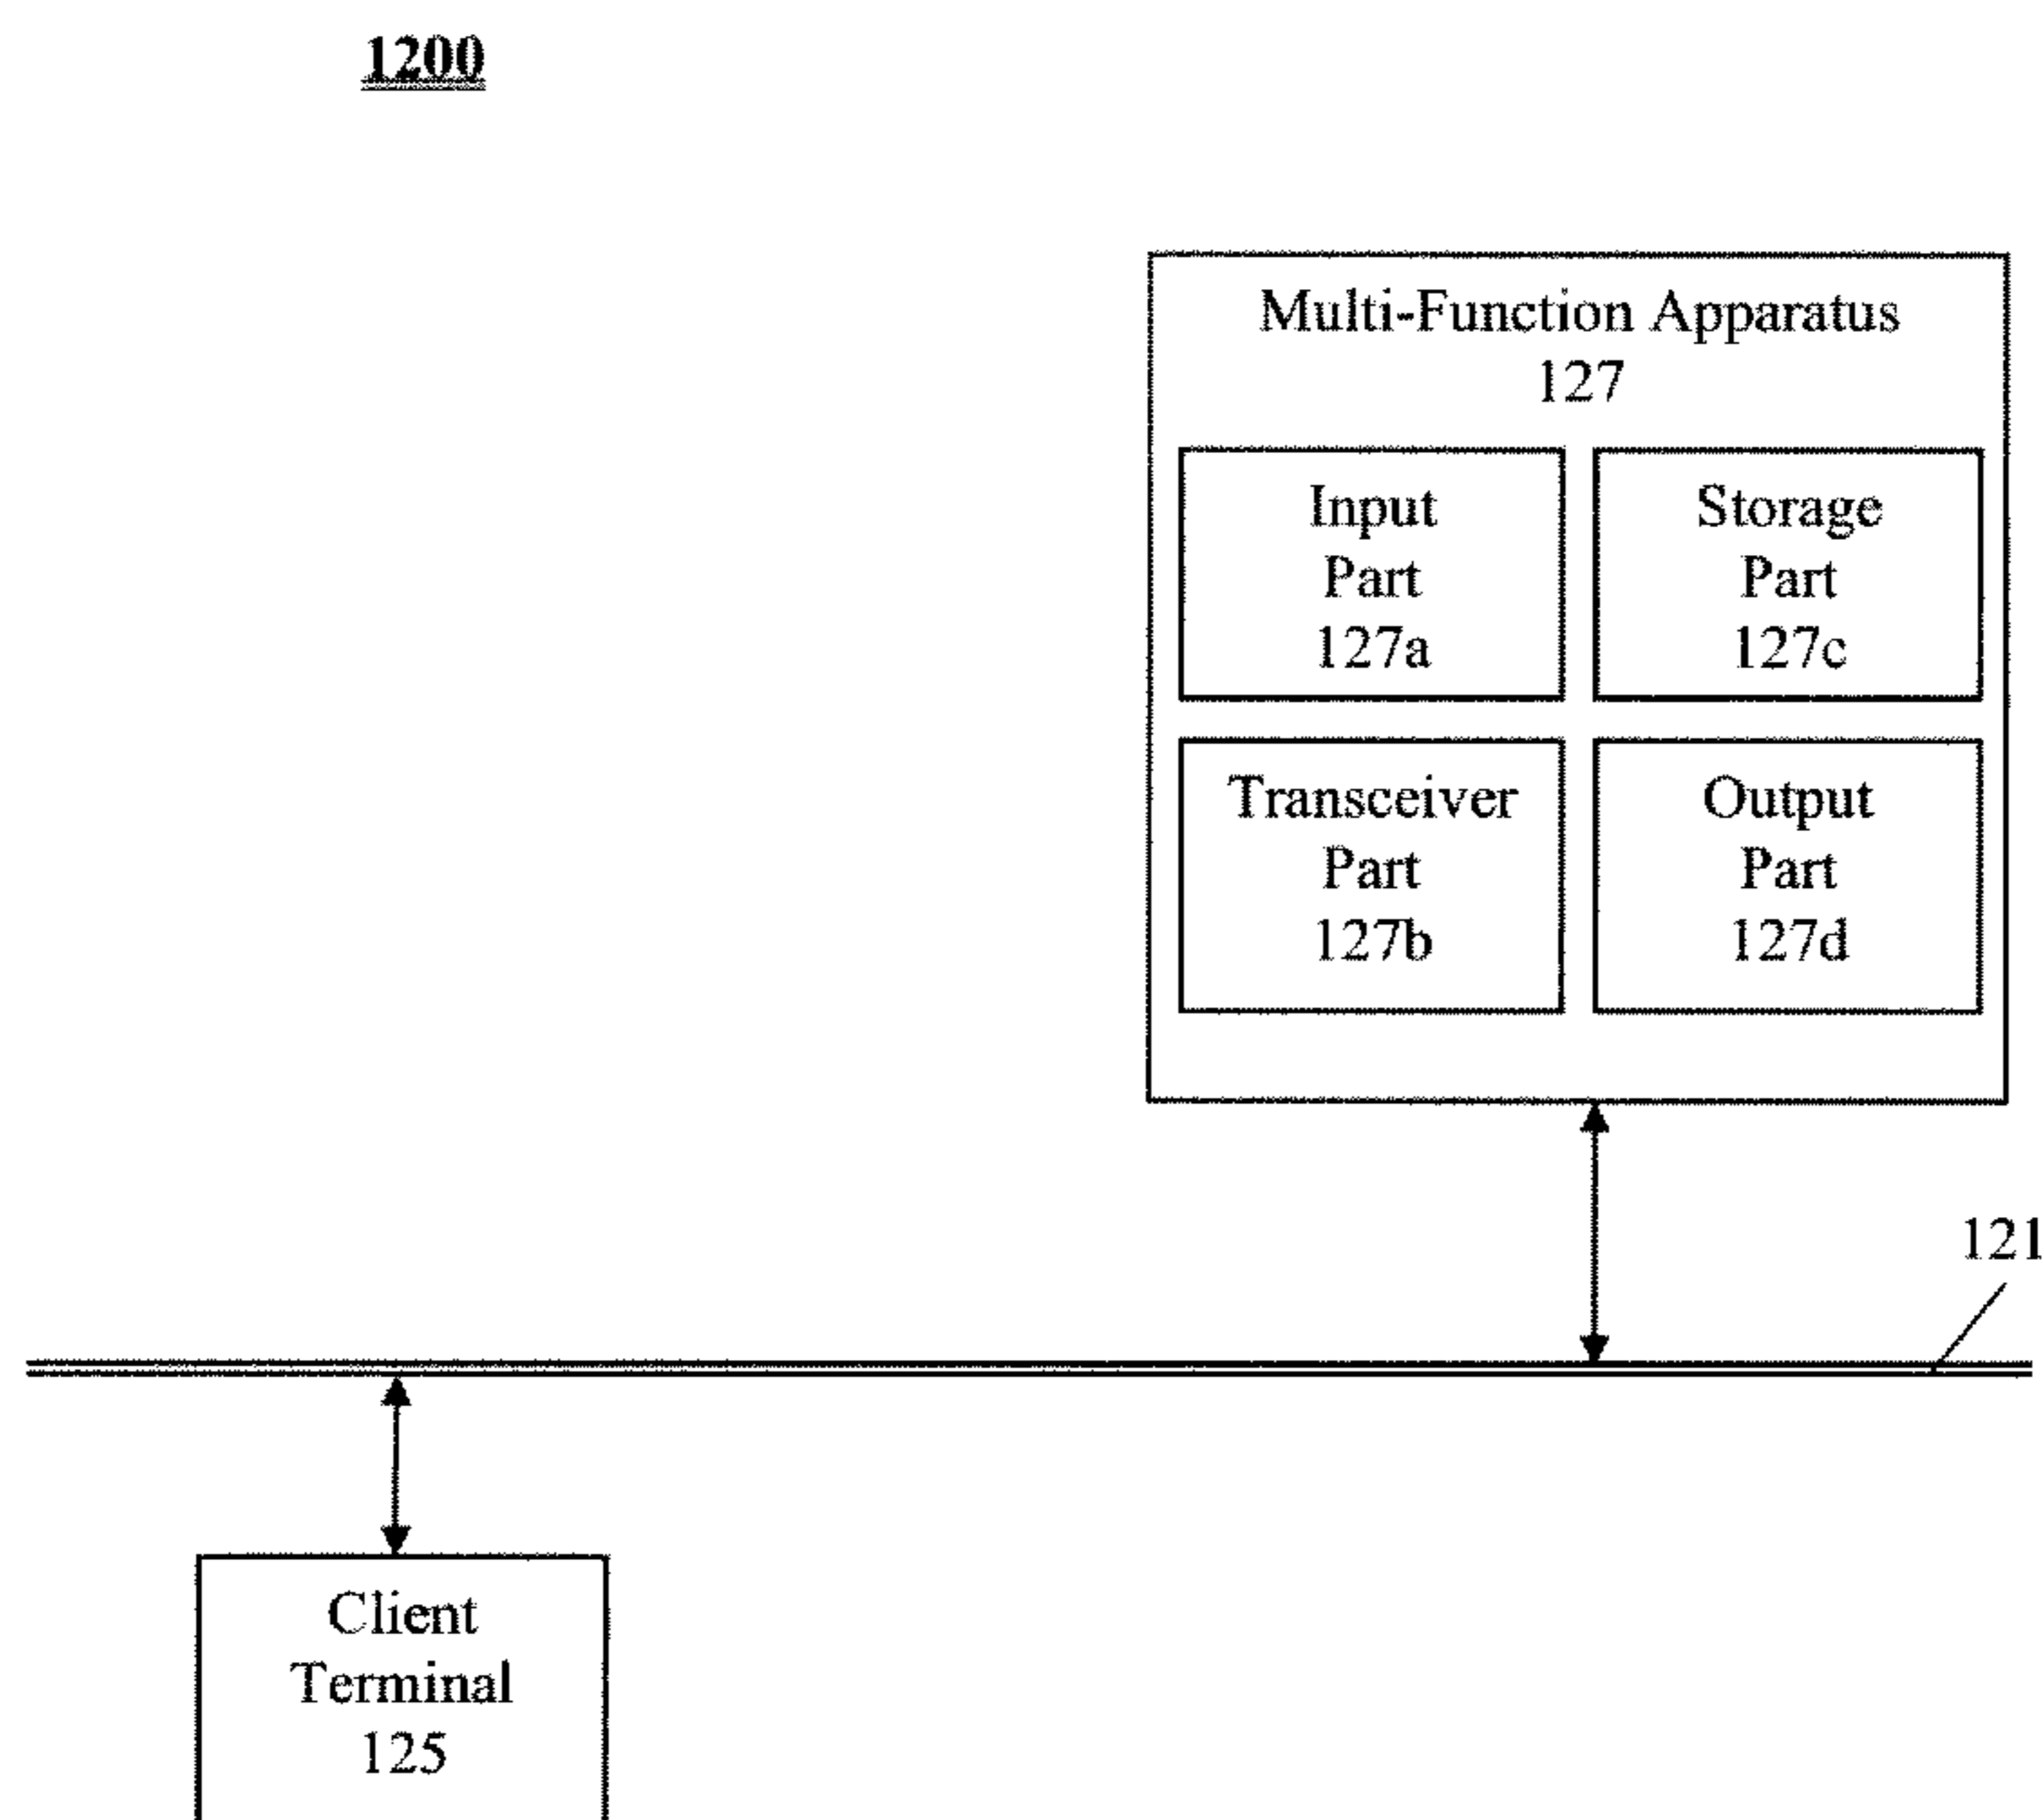 1200
Multi-Function Apparatus
127
Input
Part
127a
Storage
Part
127c
Transceiver
Part
127b
Output
Part
127d
121
Client
Terminal
125